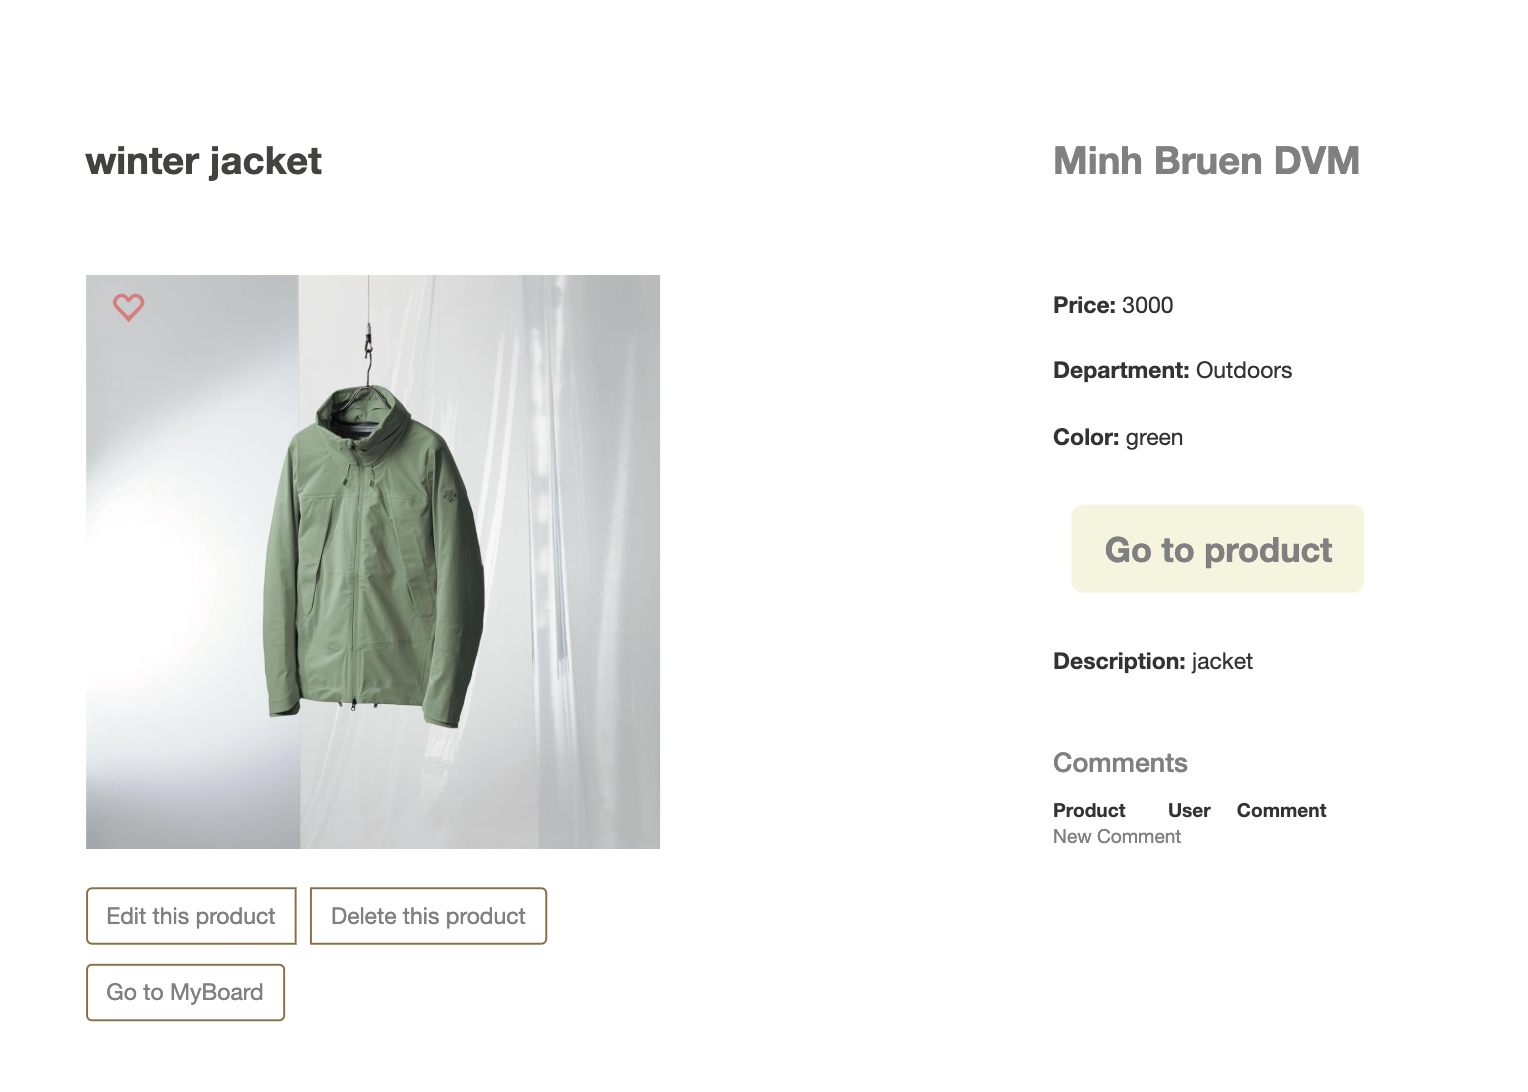 winter jacket
Minh Bruen DVM
Price: 3000
Department: Outdoors
Color: green
Go to product
Description: jacket
Comments
Product User Comment
New Comment
Edit this product
Delete this product
Go to MyBoard